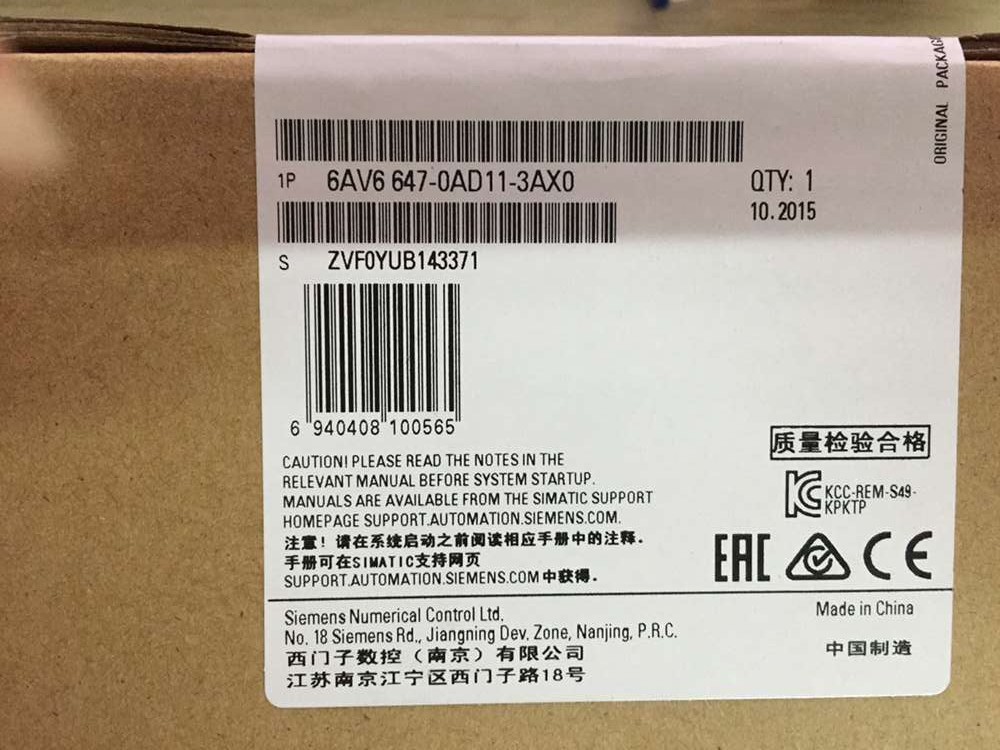 ORIGINAL PACKAG
1P 6AV6 647-0AD11-3AX0
QTY: 1
10.2015
S ZVF0YUB143371
6 940408 100565
CAUTION! PLEASE READ THE NOTES IN THE
RELEVANT MANUAL BEFORE SYSTEM STARTUP.
MANUALS ARE AVAILABLE FROM THE SIMATIC SUPPORT
HOMEPAGE SUPPORT.AUTOMATION.SIEMENS.COM.
注意！请在系统启动之前阅读相应手册中的注释.
手册可在SIMATIC支持网页
SUPPORT.AUTOMATION.SIEMENS.COM 中获得.
质量检验合格
KC KCC-REM-S49-
KPKTP
EAC CE
Siemens Numerical Control Ltd.
No. 18 Siemens Rd., Jiangning Dev. Zone, Nanjing, P.R.C.
西门子数控（南京）有限公司
江苏南京江宁区西门子路18号
Made in China
中国制造